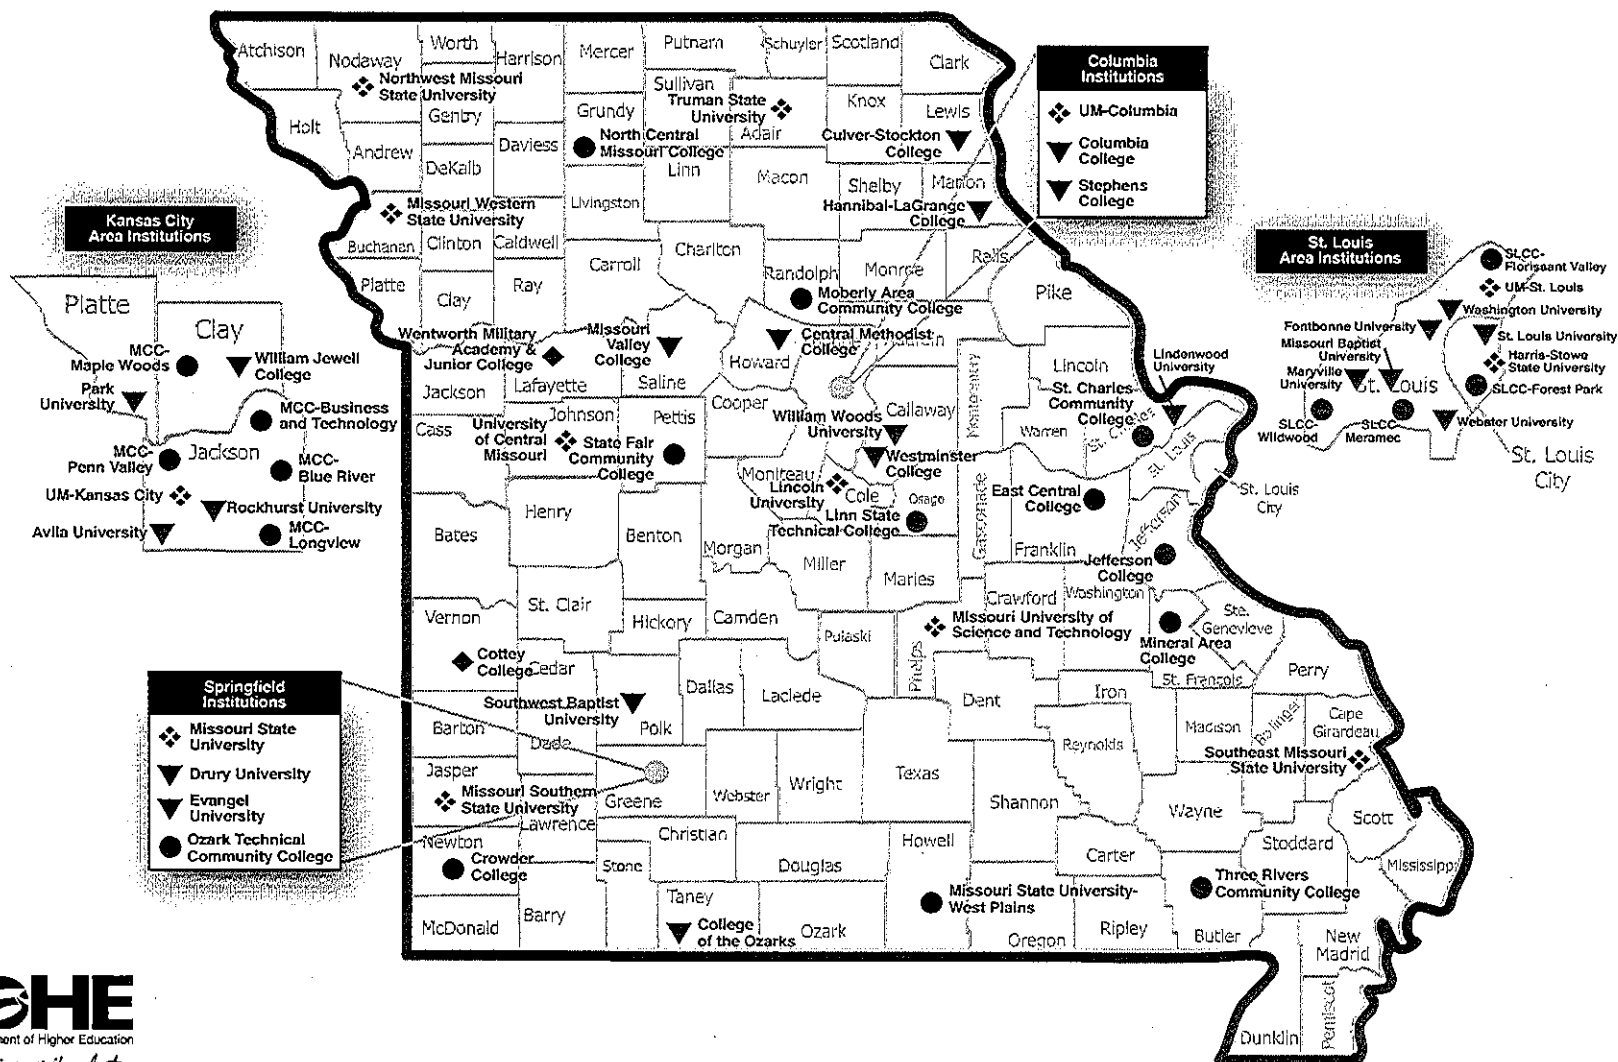 Atchison
Nodaway
Worth
Harrison
Mercer
Putnam
Schuyler
Scotland
Clark
Northwest Missouri
State University
Gentry
Holt
Andrew
DeKalb
Daviess
Grundy
North Central
Missouri College
Sullivan
Truman State
University
Adair
Knox
Lewis
Culver-Stockton
College
Linn
Macon
Shelby
Marion
Hannibal-LaGrange
College
Missouri Western
State University
Livingston
Buchanan
Clinton
Caldwell
Carroll
Charlton
Randolph
Monroe
Ralls
Pike
Platte
Clay
Ray
Moberly Area
Community College
Columbia
Institutions
UM-Columbia
Columbia
College
Stephens
College
Kansas City
Area Institutions
Platte
Clay
MCC-
Maple Woods
William Jewell
College
Park
University
MCC-Business
and Technology
MCC-
Penn Valley
Jackson
MCC-
Blue River
UM-Kansas City
Rockhurst University
Avila University
MCC-
Longview
St. Louis
Area Institutions
SLCC-
Florissant Valley
UM-St. Louis
Washington University
Fontbonne University
St. Louis University
Missouri Baptist
University
Harris-Stowe
State University
Maryville
University
St. Louis
SLCC-Forest Park
SLCC-
Wildwood
SLCC-
Meramec
Webster University
St. Louis
City
Wentworth Military
Academy &
Junior College
Missouri
Valley
College
Howard
Central Methodist
College
Lincoln
Lindenwood
University
Jackson
Lafayette
Saline
Cooper
Montgomery
St. Charles
Community
College
Cass
Johnson
Pettis
University
of Central
Missouri
State Fair
Community
College
William Woods
University
Callaway
Warren
St. Charles
St. Louis
Westminster
College
Moniteau
Lincoln
University
Cole
Osage
Linn State
Technical College
Gasconade
East Central
College
St. Louis
City
Franklin
Jefferson
Jefferson
College
Bates
Henry
Benton
Morgan
Miller
Maries
Crawford
Washington
Vernon
St. Clair
Hickory
Camden
Pulaski
Phelps
Missouri University of
Science and Technology
Mineral Area
College
Ste.
Genevieve
St. François
Perry
Cottey
College
Cedar
Southwest Baptist
University
Polk
Dallas
Laclede
Dent
Iron
Madison
Bollinger
Cape
Girardeau
Southeast Missouri
State University
Springfield
Institutions
Missouri State
University
Drury University
Evangel
University
Ozark Technical
Community College
Barton
Dade
Jasper
Missouri Southern
State University
Greene
Webster
Wright
Texas
Reynolds
Shannon
Wayne
Scott
Lawrence
Newton
Crowder
College
Christian
Stone
Douglas
Howell
Carter
Stoddard
Mississippi
McDonald
Barry
Taney
College
of the Ozarks
Ozark
Missouri State University-
West Plains
Oregon
Ripley
Three Rivers
Community College
Butler
New
Madrid
Dunklin
Pemiscot
HE
ment of Higher Education